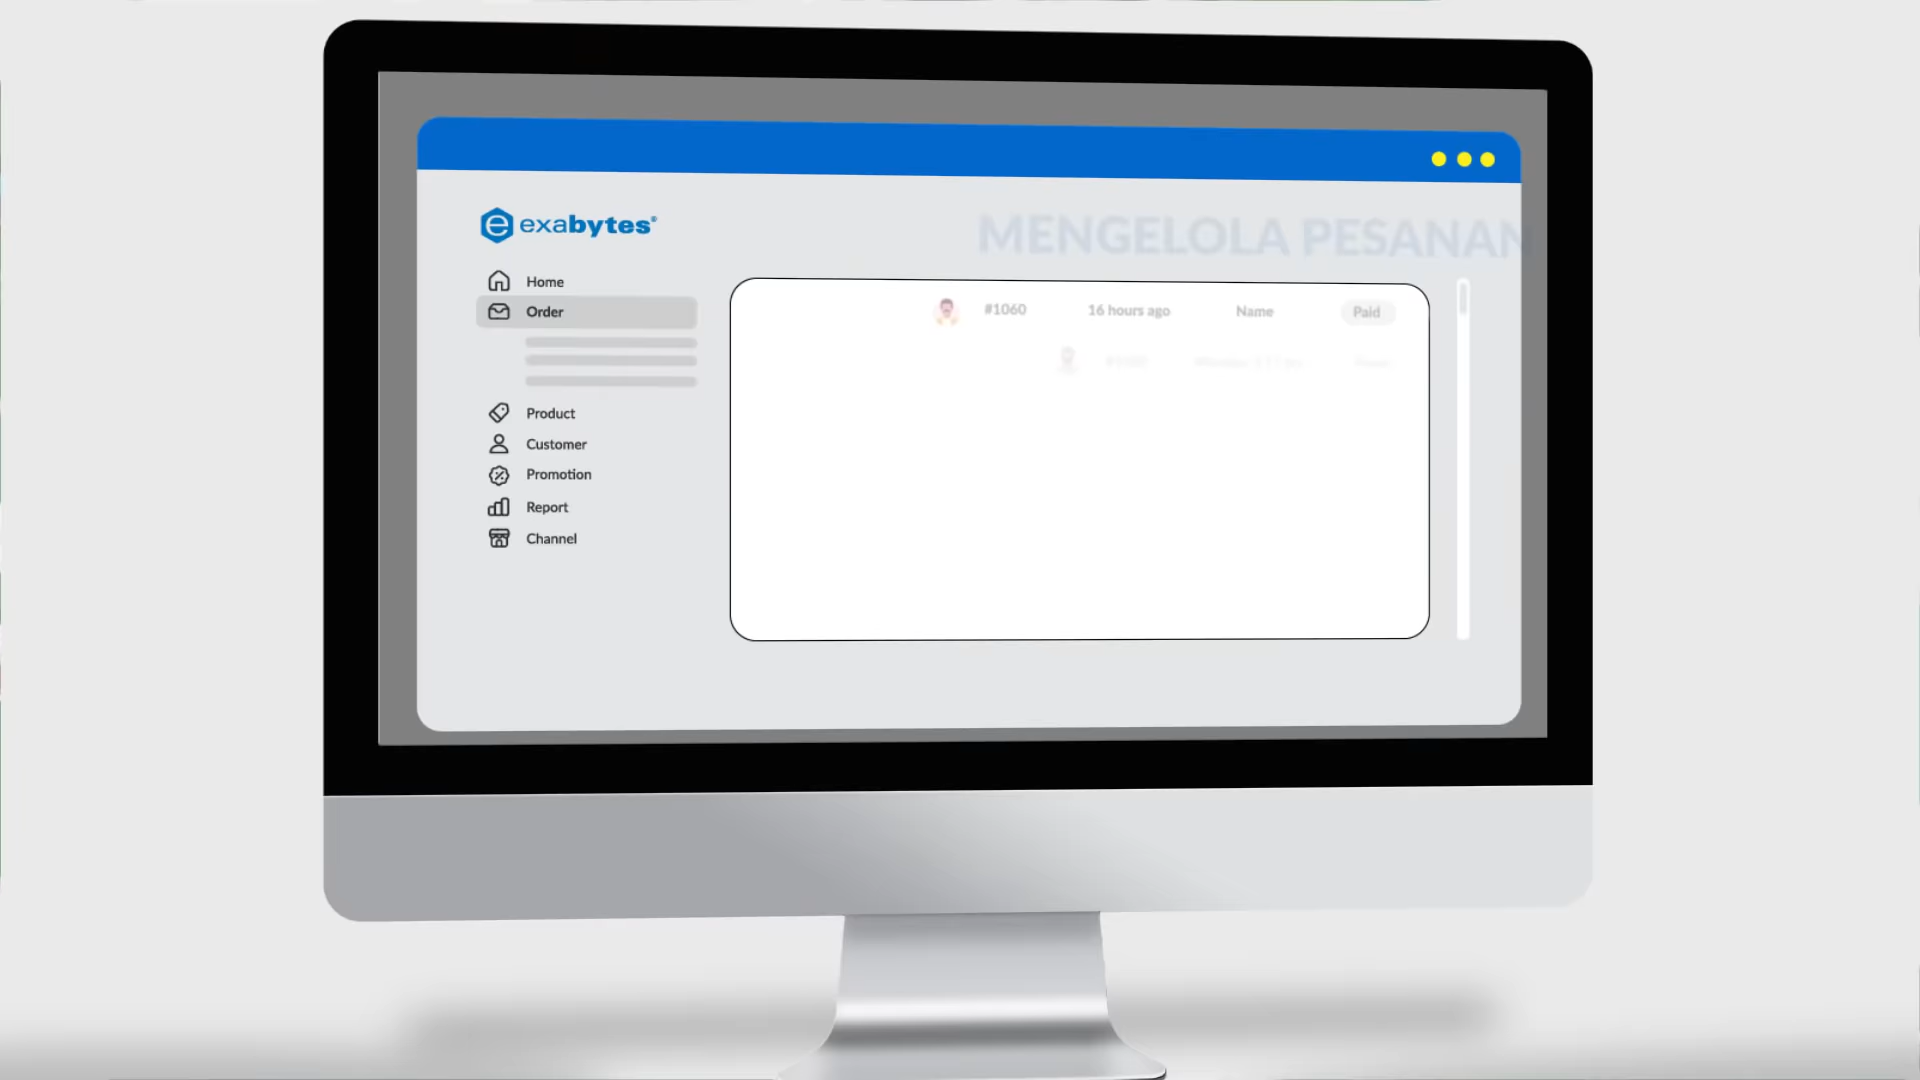 exabytes®
MENGELOLA PESANAN
Home
Order
Product
Customer
Promotion
Report
Channel
#1060 16 hours ago Name Paid